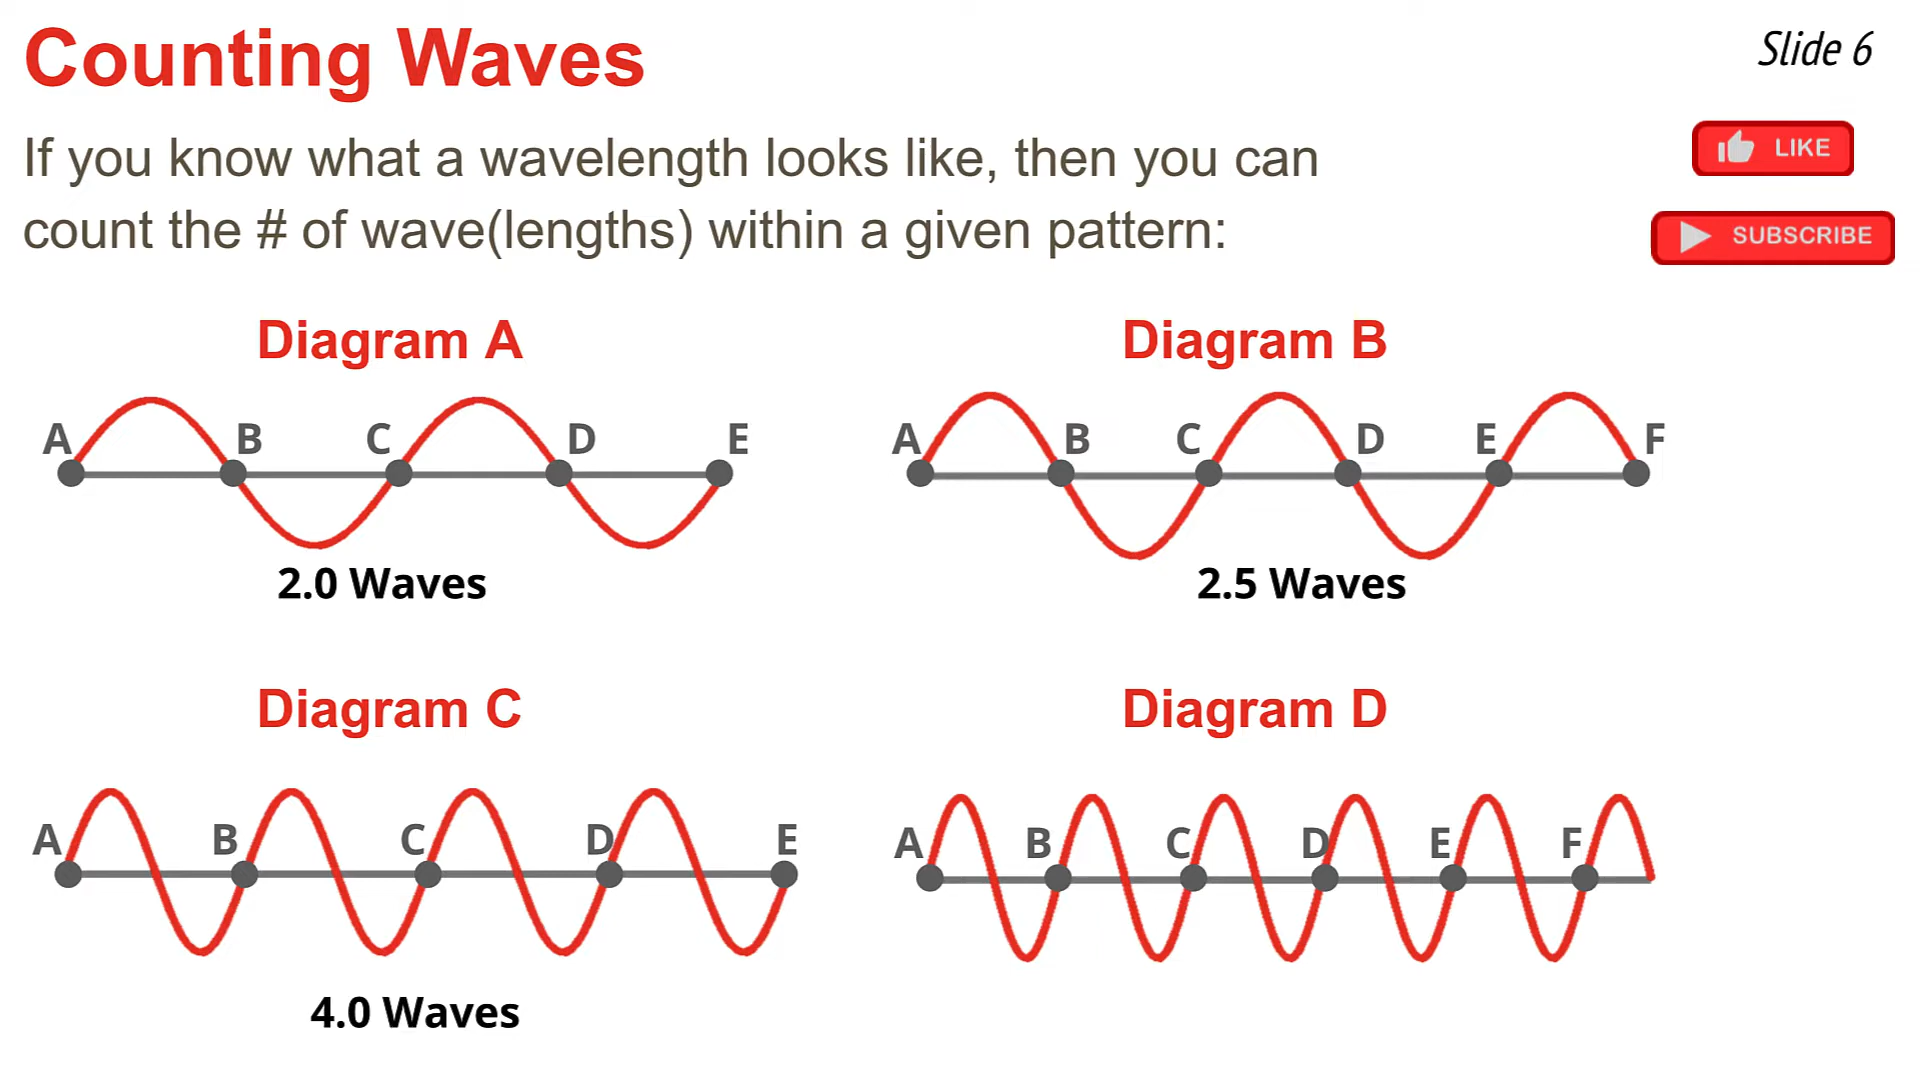 Counting Waves
Slide 6
If you know what a wavelength looks like, then you can
count the # of wave(lengths) within a given pattern:
LIKE
SUBSCRIBE
Diagram A
Diagram B
A B C D E
A B C D E F
2.0 Waves
2.5 Waves
Diagram C
Diagram D
A B C D E
A B C D E F
4.0 Waves